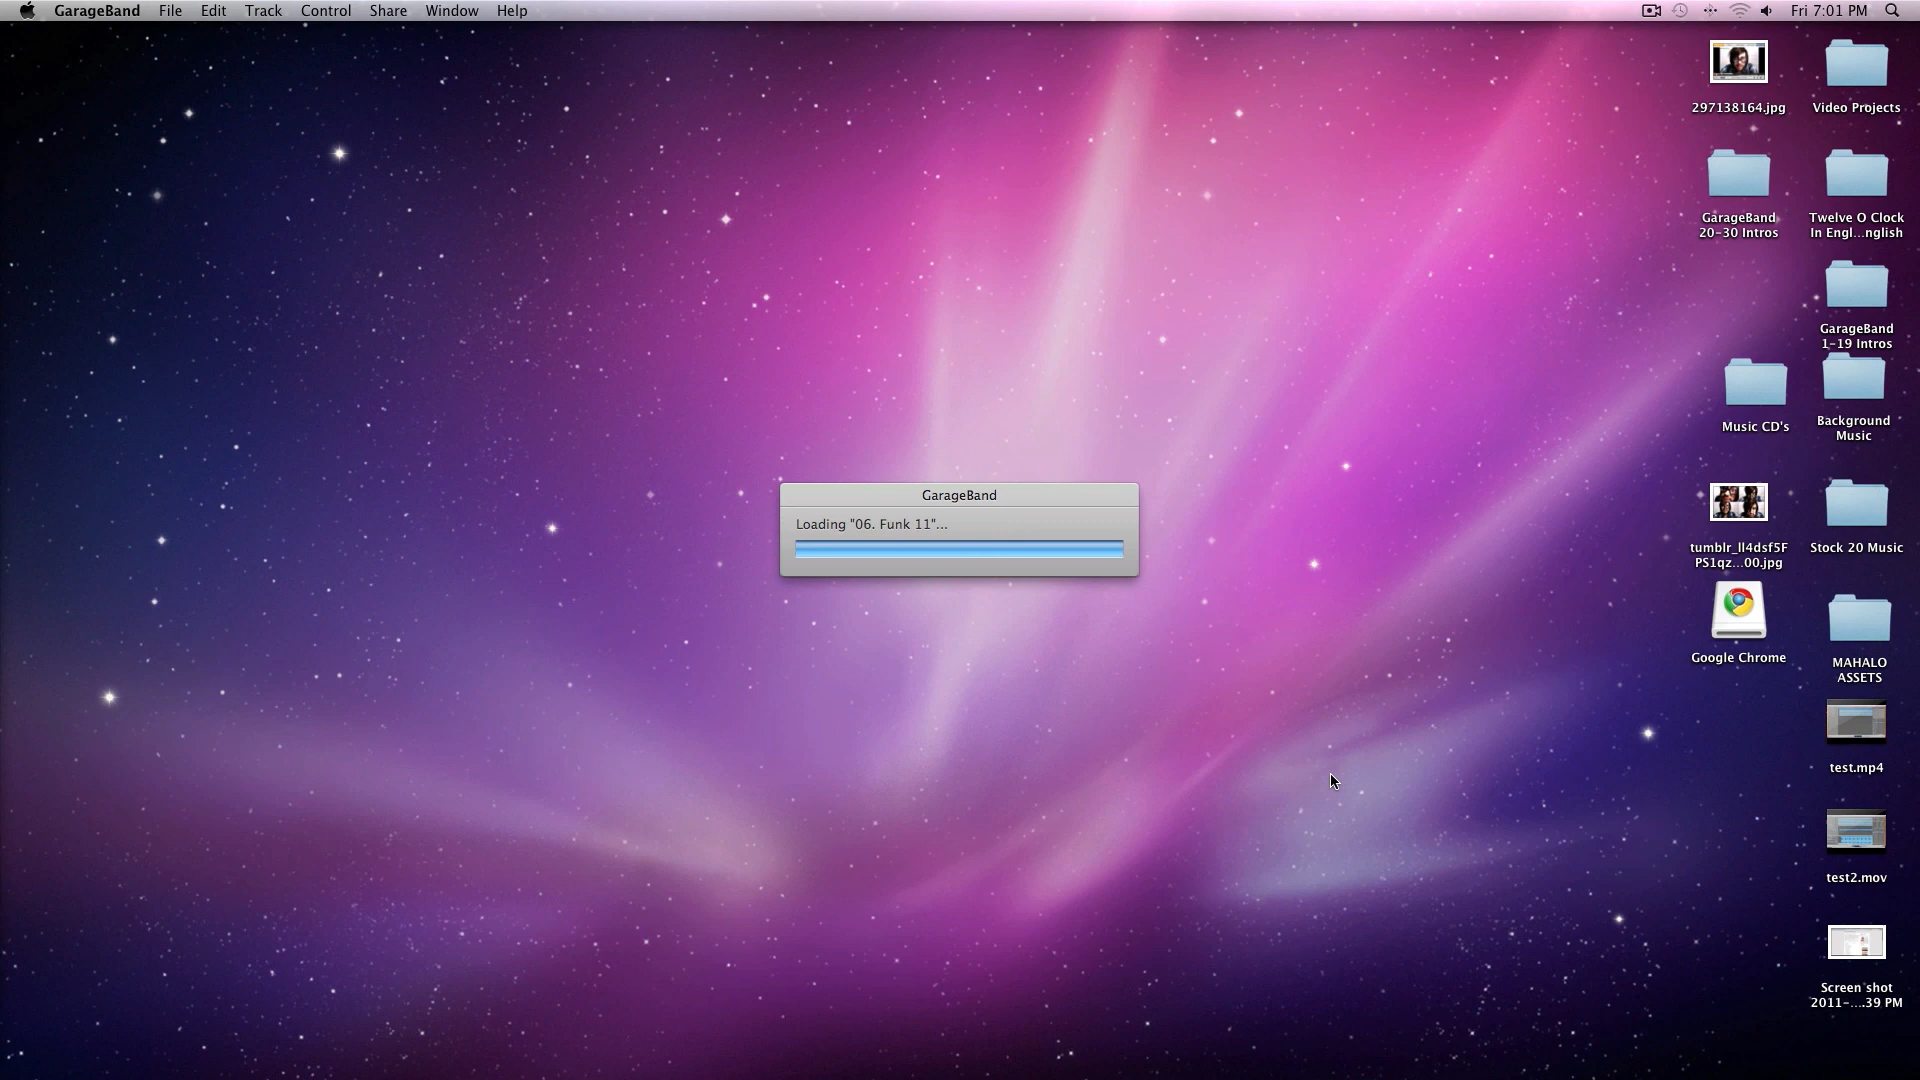 GarageBand File Edit Track Control Share Window Help Fri 7:01 PM
297138164.jpg
Video Projects
GarageBand
20-30 Intros
Twelve O Clock
In Engl...nglish
GarageBand
1-19 Intros
Music CD's
Background
Music
GarageBand
Loading "06. Funk 11"...
tumblr_ll4dsf5F
PS1qz...00.jpg
Stock 20 Music
Google Chrome
MAHALO
ASSETS
test.mp4
test2.mov
Screen shot
2011-....39 PM